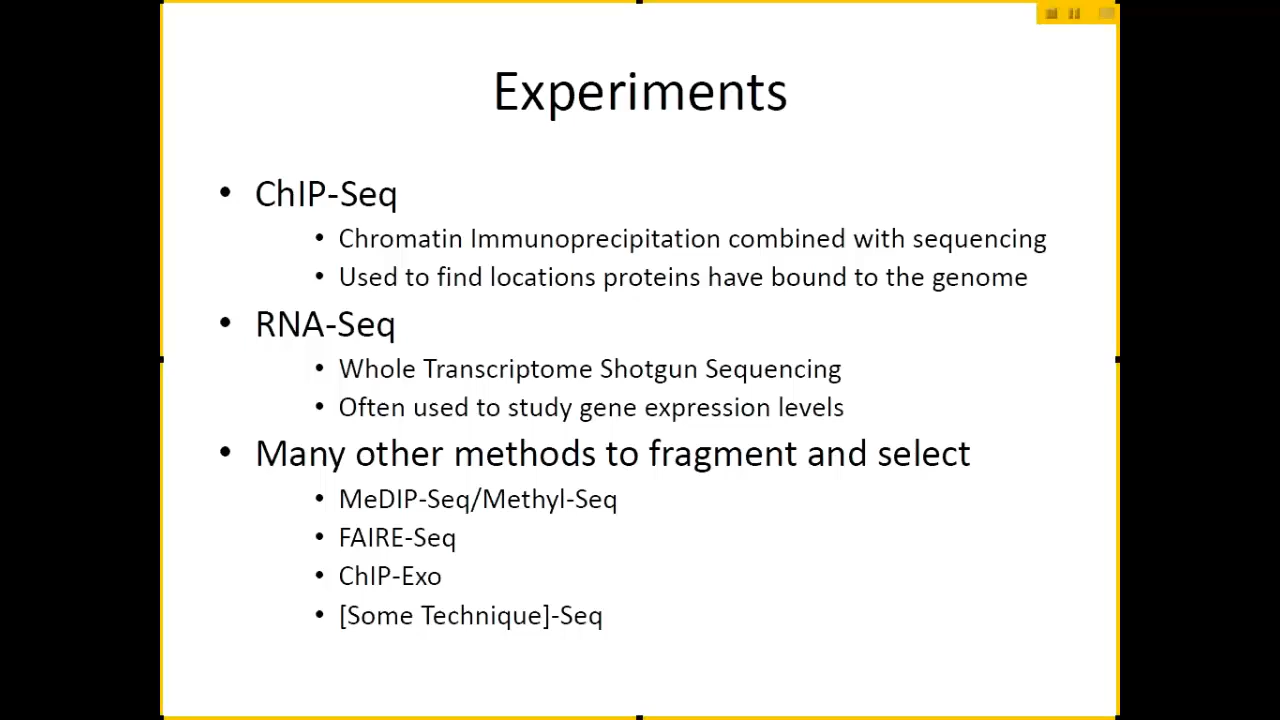 Experiments
• ChIP-Seq
• Chromatin Immunoprecipitation combined with sequencing
• Used to find locations proteins have bound to the genome
• RNA-Seq
• Whole Transcriptome Shotgun Sequencing
• Often used to study gene expression levels
• Many other methods to fragment and select
• MeDIP-Seq/Methyl-Seq
• FAIRE-Seq
• ChIP-Exo
• [Some Technique]-Seq